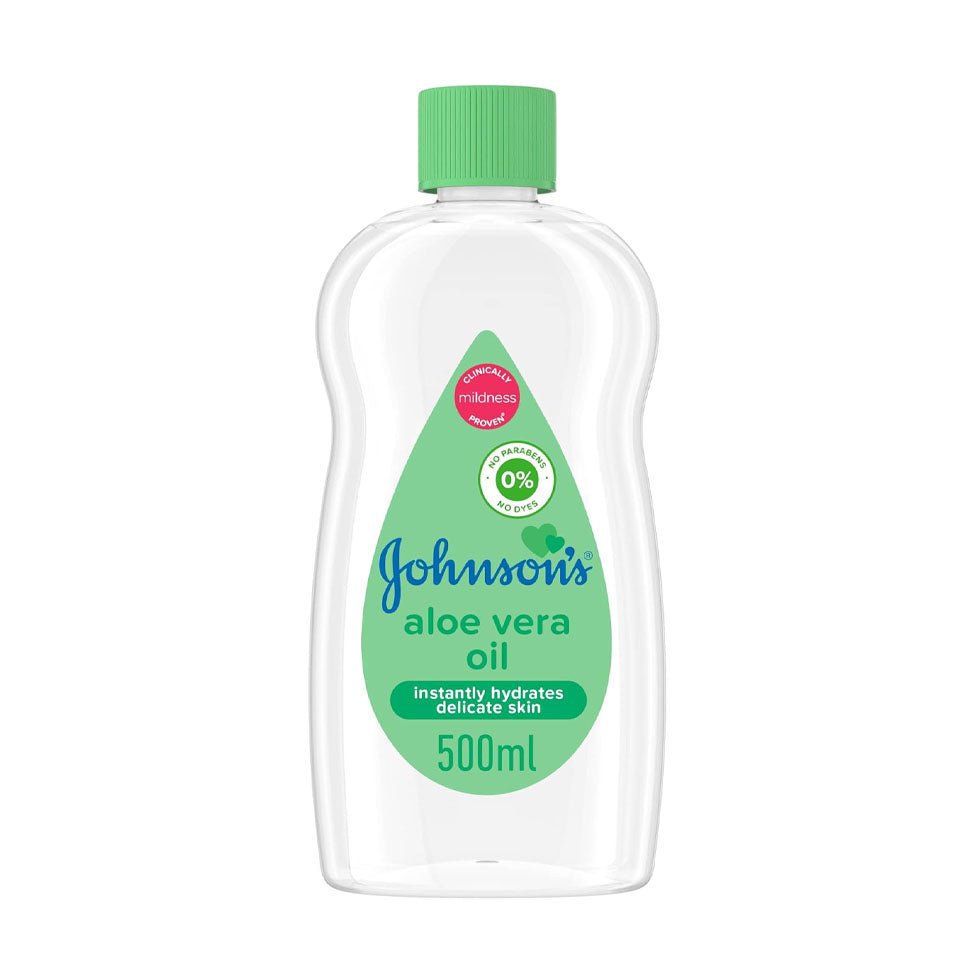 CLINICALLY
mildness
PROVEN*
NO PARABENS
0%
NO DYES
Johnson's®
aloe vera
oil
instantly hydrates
delicate skin
500ml